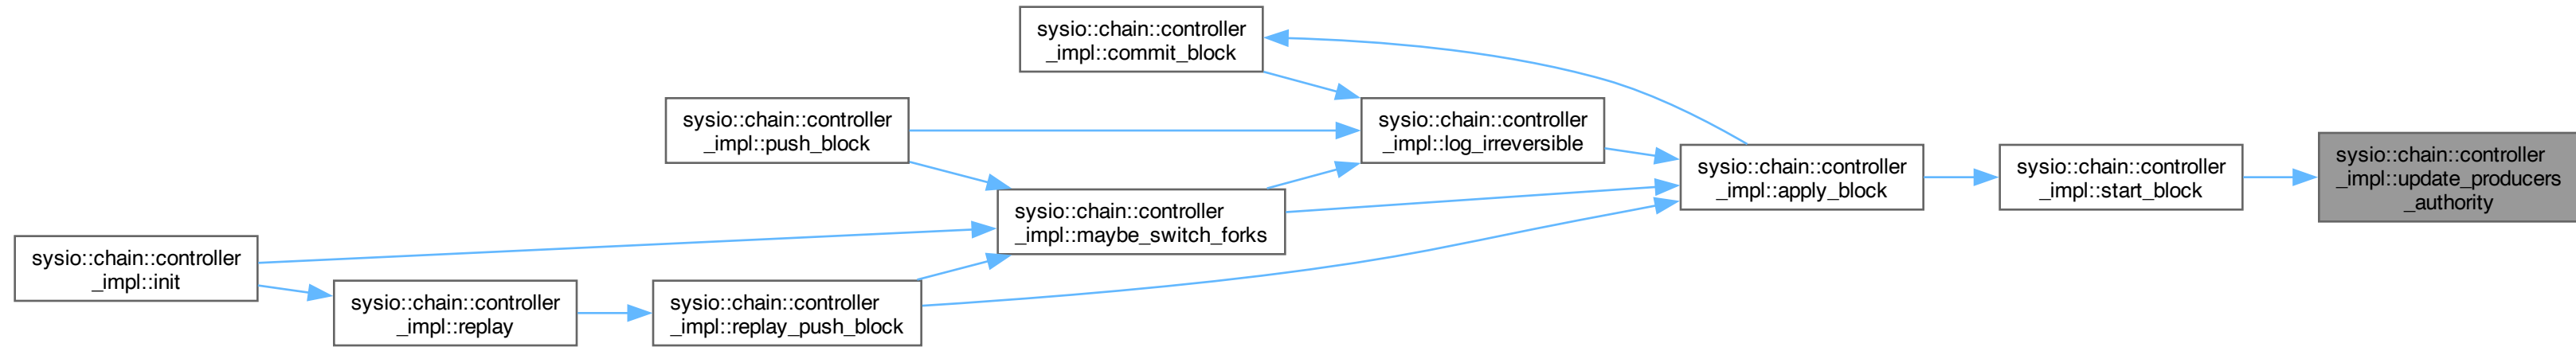 sysio::chain::controller
_impl::commit_block
sysio::chain::controller
_impl::push_block
sysio::chain::controller
_impl::log_irreversible
sysio::chain::controller
_impl::maybe_switch_forks
sysio::chain::controller
_impl::apply_block
sysio::chain::controller
_impl::start_block
sysio::chain::controller
_impl::update_producers
_authority
sysio::chain::controller
_impl::init
sysio::chain::controller
_impl::replay
sysio::chain::controller
_impl::replay_push_block